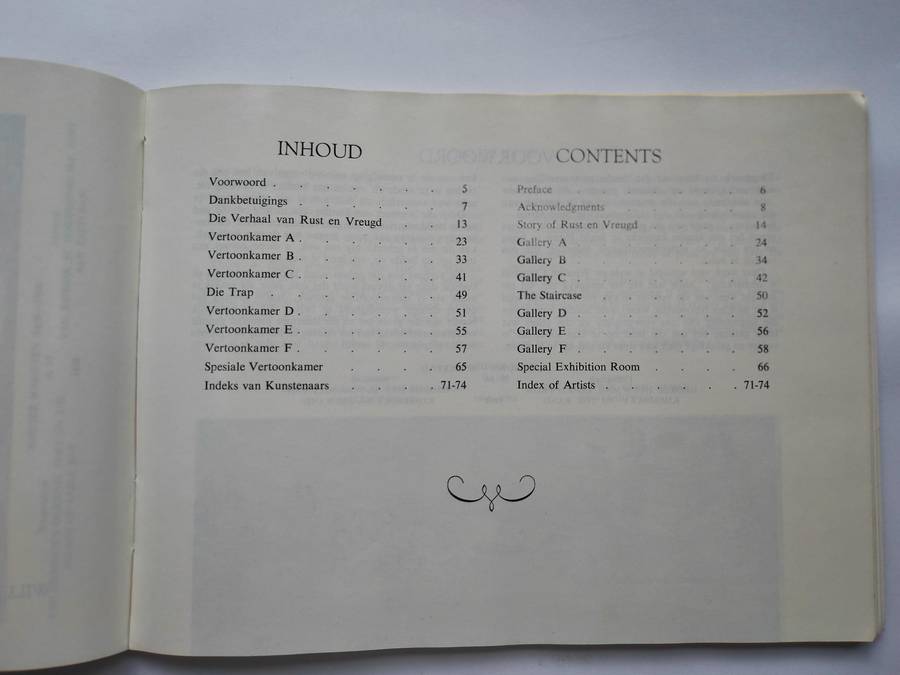 INHOUD
Voorwoord . . . . . . . 5
Dankbetuigings . . . . . . 7
Die Verhaal van Rust en Vreugd . . 13
Vertoonkamer A . . . . . . 23
Vertoonkamer B . . . . . . 33
Vertoonkamer C . . . . . . 41
Die Trap . . . . . . . 49
Vertoonkamer D . . . . . . 51
Vertoonkamer E . . . . . . 55
Vertoonkamer F . . . . . . 57
Spesiale Vertoonkamer . . . . 65
Indeks van Kunstenaars . . . . 71-74
CONTENTS
Preface . . . . . . . 6
Acknowledgments . . . . . 8
Story of Rust en Vreugd . . . . 14
Gallery A . . . . . . 24
Gallery B . . . . . . 34
Gallery C . . . . . . 42
The Staircase . . . . . . 50
Gallery D . . . . . . 52
Gallery E . . . . . . 56
Gallery F . . . . . . 58
Special Exhibition Room . . . . 66
Index of Artists . . . . . . 71-74